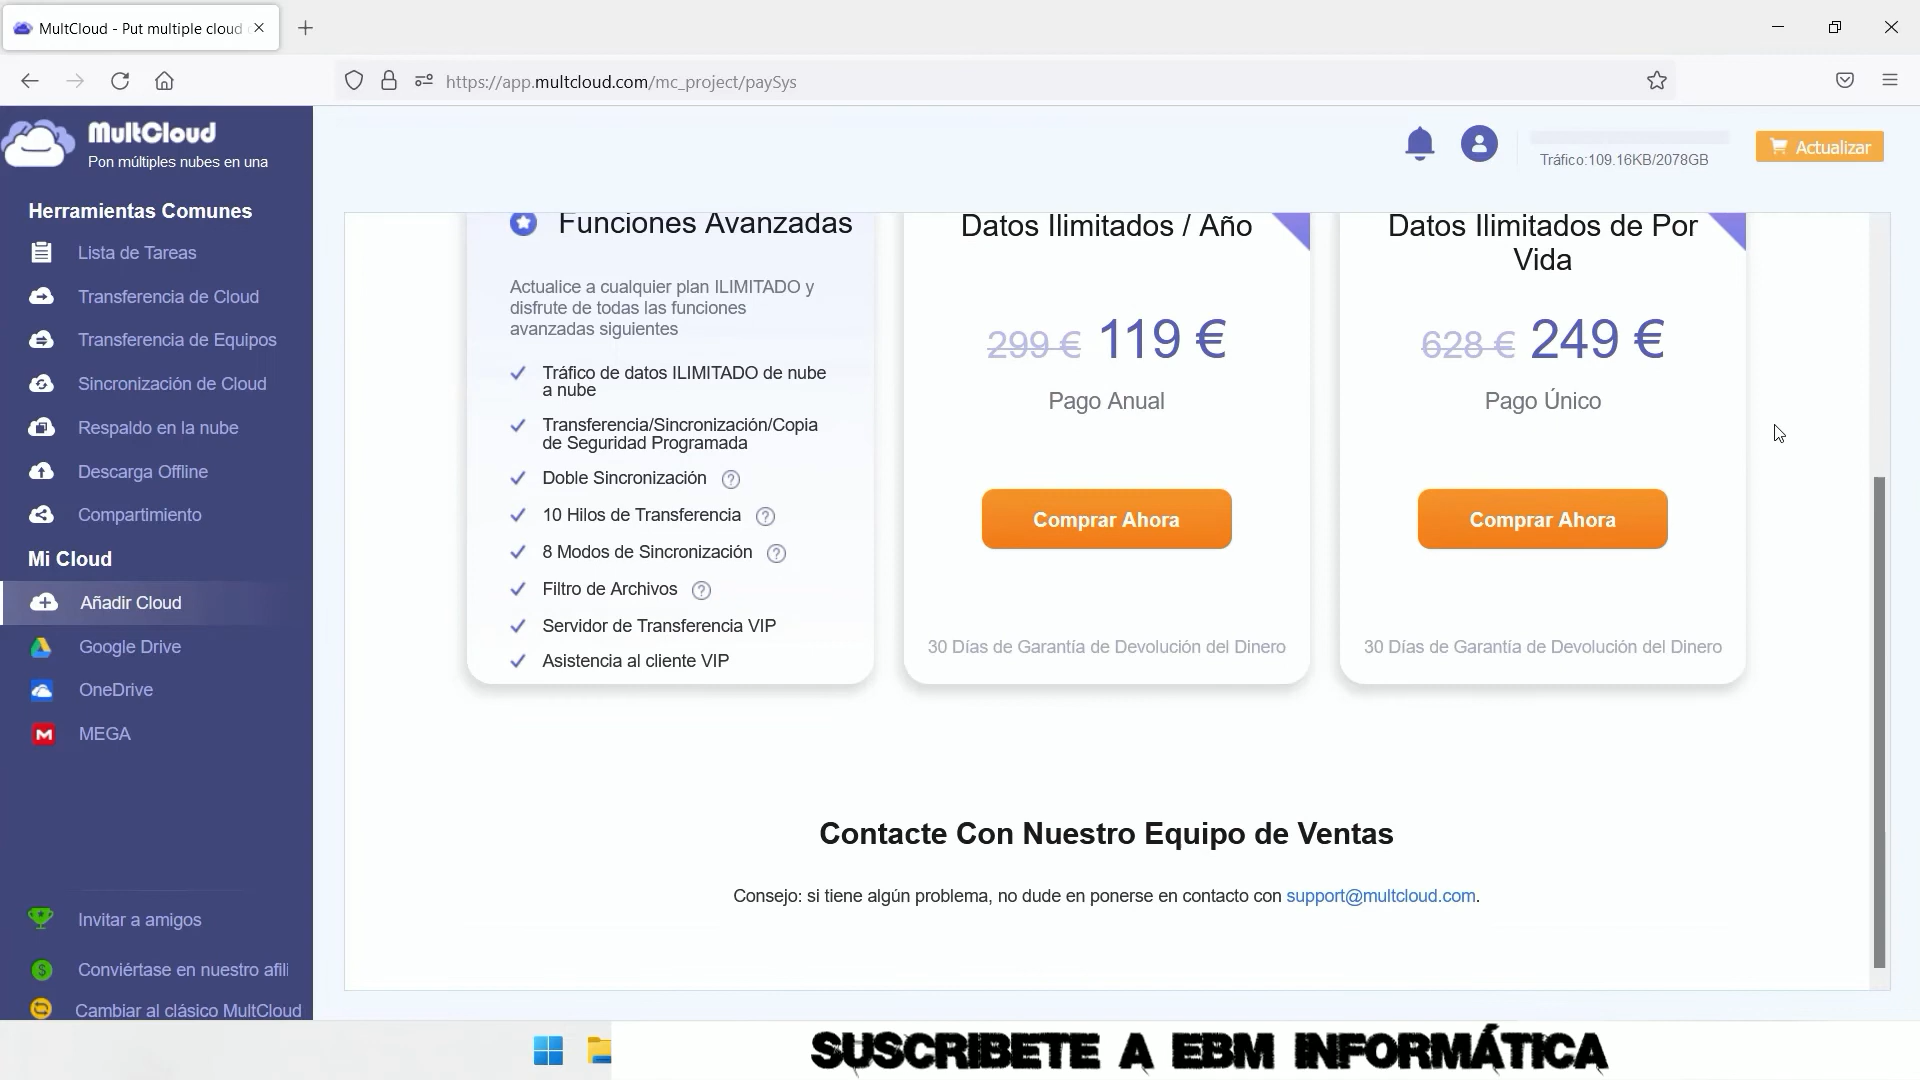 MultCloud - Put multiple cloud
https://app.multcloud.com/mc_project/paySys
MultCloud
Pon múltiples nubes en una
Tráfico:109.16KB/2078GB
Actualizar
Herramientas Comunes
Lista de Tareas
Transferencia de Cloud
Transferencia de Equipos
Sincronización de Cloud
Respaldo en la nube
Descarga Offline
Compartimiento
Mi Cloud
Añadir Cloud
Google Drive
OneDrive
MEGA
Invitar a amigos
Conviértase en nuestro afili
Cambiar al clásico MultCloud
Funciones Avanzadas
Actualice a cualquier plan ILIMITADO y
disfrute de todas las funciones
avanzadas siguientes
Tráfico de datos ILIMITADO de nube
a nube
Transferencia/Sincronización/Copia
de Seguridad Programada
Doble Sincronización
10 Hilos de Transferencia
8 Modos de Sincronización
Filtro de Archivos
Servidor de Transferencia VIP
Asistencia al cliente VIP
Datos Ilimitados / Año
299 € 119 €
Pago Anual
Comprar Ahora
30 Días de Garantía de Devolución del Dinero
Datos Ilimitados de Por
Vida
628 € 249 €
Pago Único
Comprar Ahora
30 Días de Garantía de Devolución del Dinero
Contacte Con Nuestro Equipo de Ventas
Consejo: si tiene algún problema, no dude en ponerse en contacto con support@multcloud.com.
SUSCRIBETE A EBM INFORMÁTICA